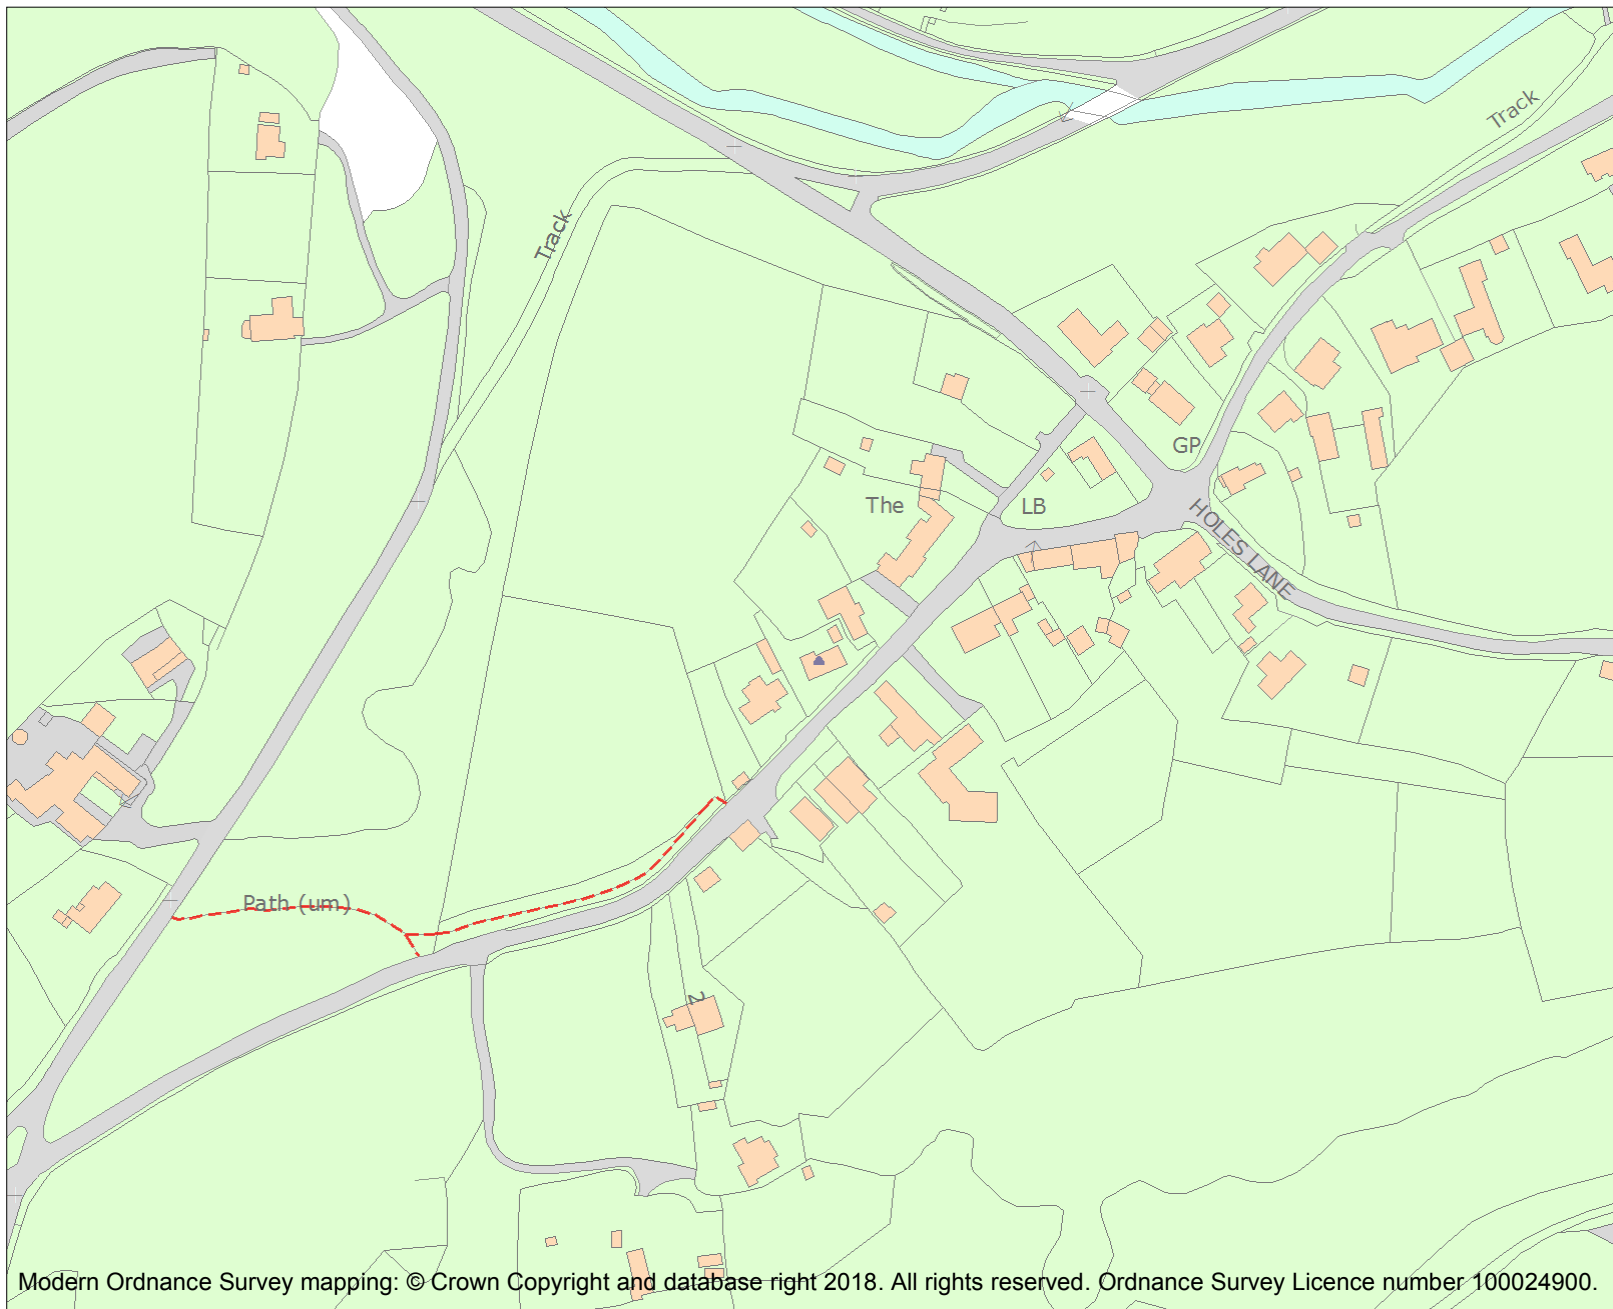 Track
Track
GP
The
LB
HOLES LANE
Path (um)
2
Modern Ordnance Survey mapping: © Crown Copyright and database right 2018. All rights reserved. Ordnance Survey Licence number 100024900.